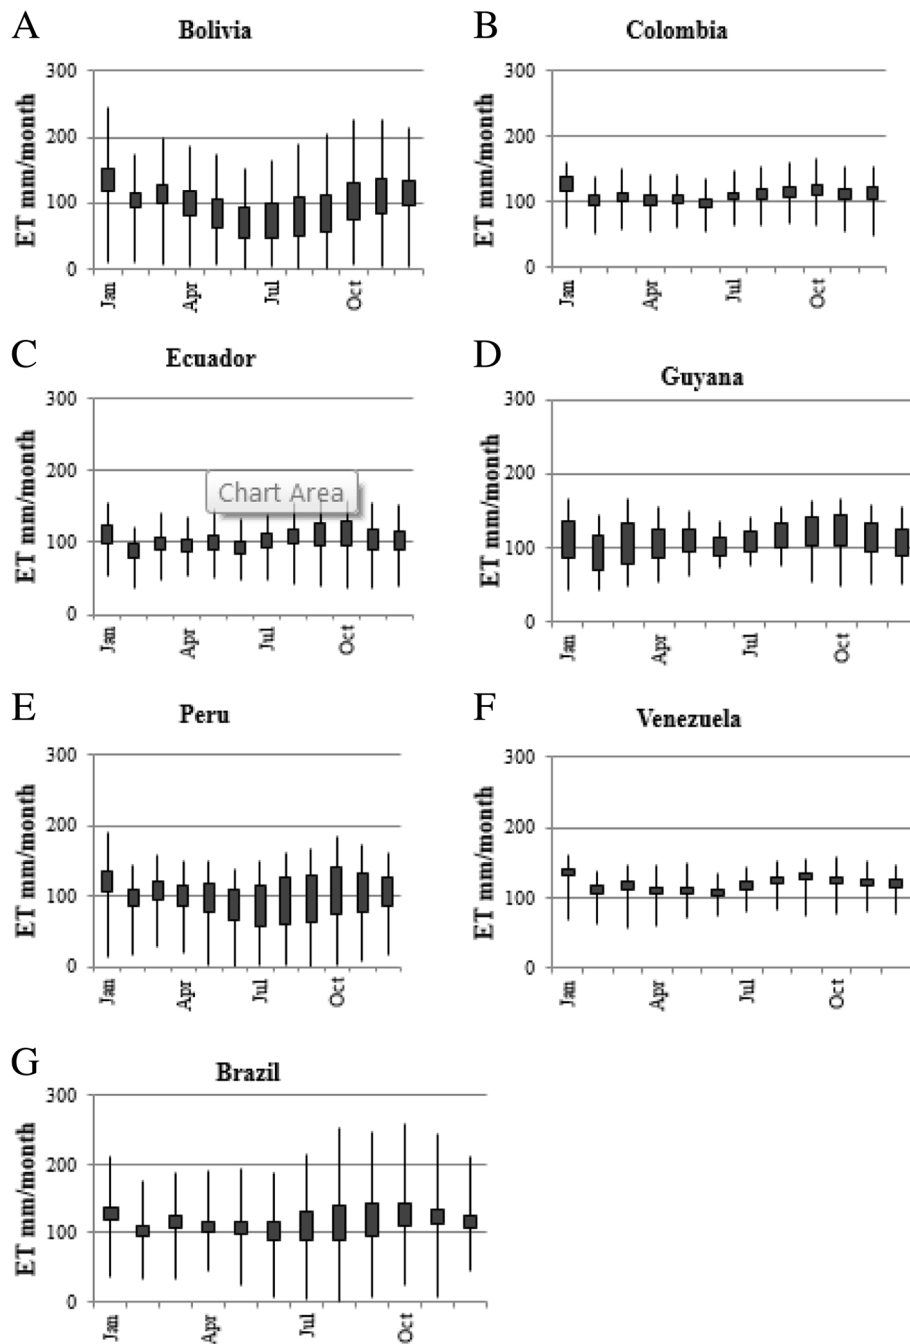 A
Bolivia
ET mm/month
300
200
100
0
Jan
Apr
Jul
Oct
B
Colombia
ET mm/month
300
200
100
0
Jan
Apr
Jul
Oct
C
Ecuador
ET mm/month
300
200
100
0
Chart Area
Jan
Apr
Jul
Oct
D
Guyana
ET mm/month
300
200
100
0
Jan
Apr
Jul
Oct
E
Peru
ET mm/month
300
200
100
0
Jan
Apr
Jul
Oct
F
Venezuela
ET mm/month
300
200
100
0
Jan
Apr
Jul
Oct
G
Brazil
ET mm/month
300
200
100
0
Jan
Apr
Jul
Oct